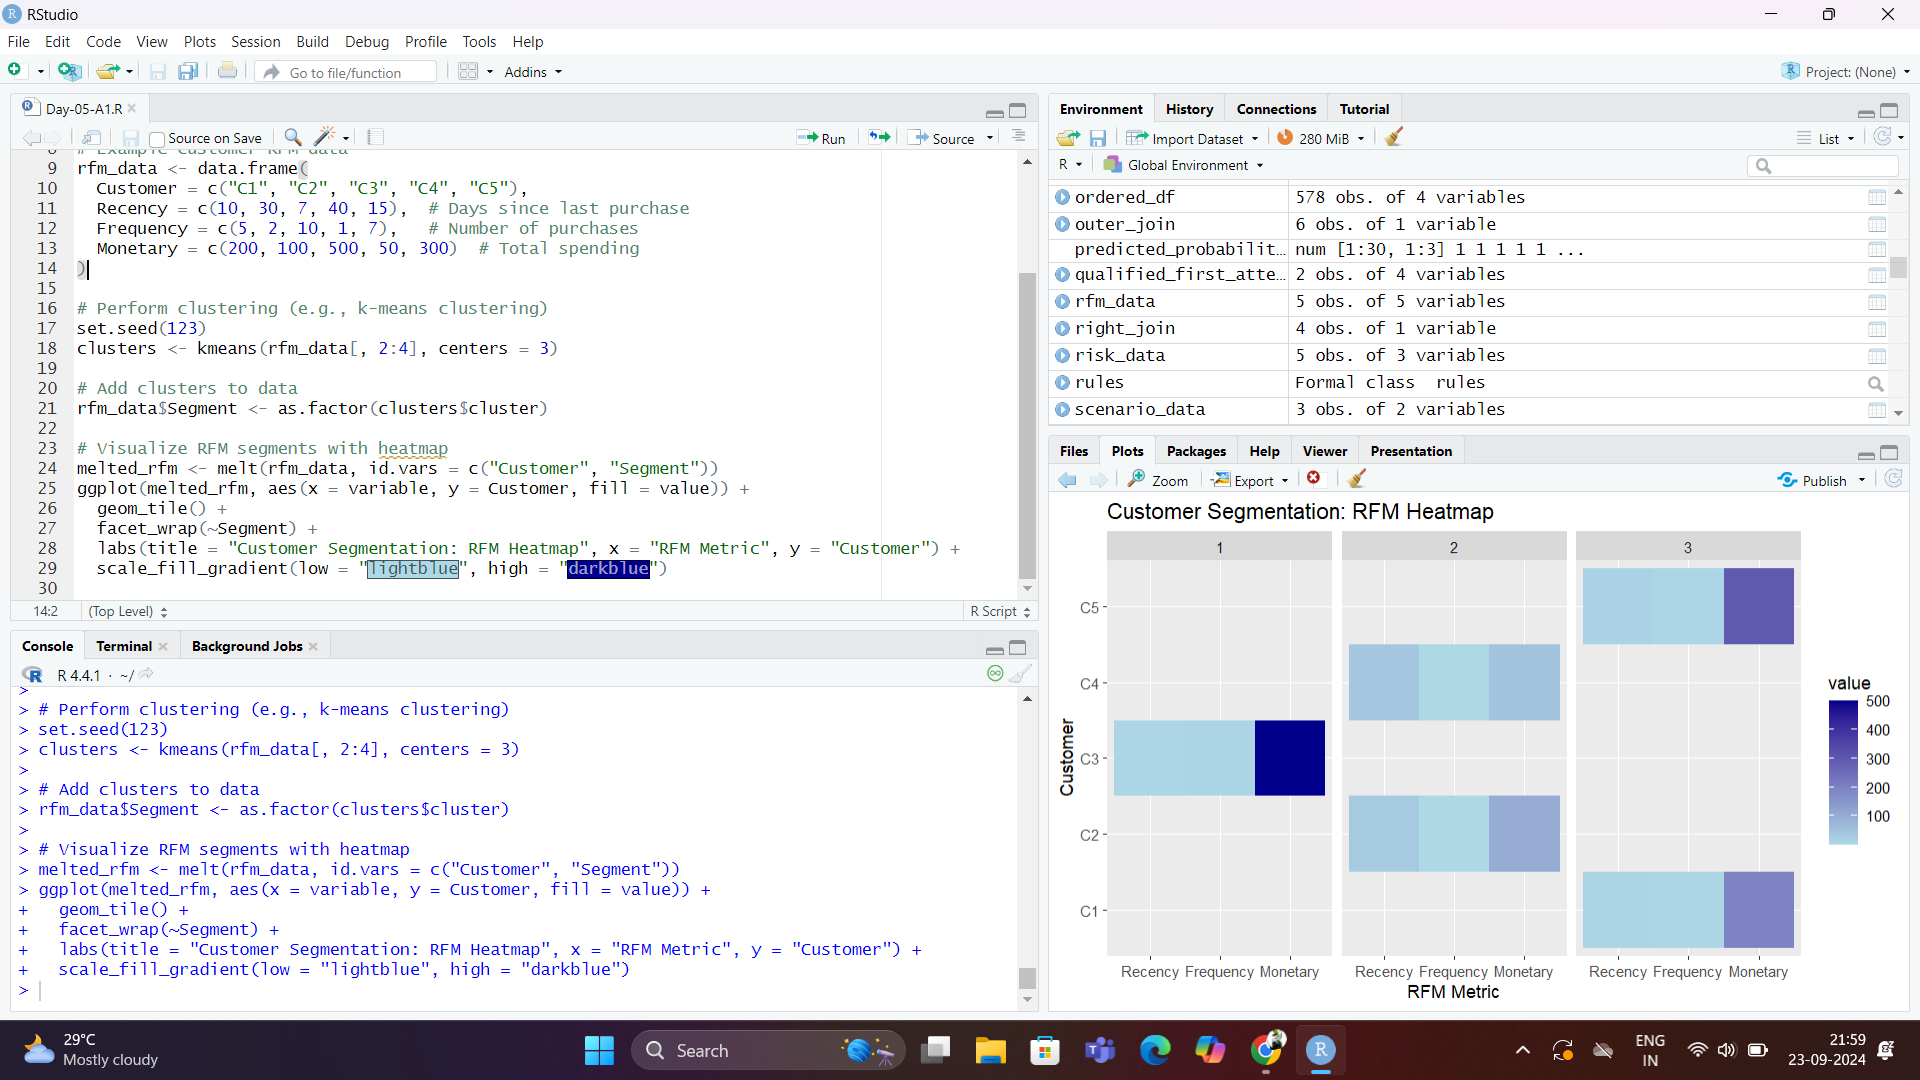 RStudio
File Edit Code View Plots Session Build Debug Profile Tools Help
Go to file/function Addins Project: (None)
Day-05-A1.R
Source on Save Run Source
8 # Example customer RFM data
9 rfm_data <- data.frame(
10 Customer = c("C1", "C2", "C3", "C4", "C5"),
11 Recency = c(10, 30, 7, 40, 15), # Days since last purchase
12 Frequency = c(5, 2, 10, 1, 7), # Number of purchases
13 Monetary = c(200, 100, 500, 50, 300) # Total spending
14 )
15
16 # Perform clustering (e.g., k-means clustering)
17 set.seed(123)
18 clusters <- kmeans(rfm_data[, 2:4], centers = 3)
19
20 # Add clusters to data
21 rfm_data$Segment <- as.factor(clusters$cluster)
22
23 # Visualize RFM segments with heatmap
24 melted_rfm <- melt(rfm_data, id.vars = c("Customer", "Segment"))
25 ggplot(melted_rfm, aes(x = variable, y = Customer, fill = value)) +
26 geom_tile() +
27 facet_wrap(~Segment) +
28 labs(title = "Customer Segmentation: RFM Heatmap", x = "RFM Metric", y = "Customer") +
29 scale_fill_gradient(low = "lightblue", high = "darkblue")
30
14:2 (Top Level) R Script
Console Terminal Background Jobs
R 4.4.1 · ~/
>
> # Perform clustering (e.g., k-means clustering)
> set.seed(123)
> clusters <- kmeans(rfm_data[, 2:4], centers = 3)
>
> # Add clusters to data
> rfm_data$Segment <- as.factor(clusters$cluster)
>
> # Visualize RFM segments with heatmap
> melted_rfm <- melt(rfm_data, id.vars = c("Customer", "Segment"))
> ggplot(melted_rfm, aes(x = variable, y = Customer, fill = value)) +
+ geom_tile() +
+ facet_wrap(~Segment) +
+ labs(title = "Customer Segmentation: RFM Heatmap", x = "RFM Metric", y = "Customer") +
+ scale_fill_gradient(low = "lightblue", high = "darkblue")
>
Environment History Connections Tutorial
Import Dataset 280 MiB List
R Global Environment
ordered_df 578 obs. of 4 variables
outer_join 6 obs. of 1 variable
predicted_probabilit… num [1:30, 1:3] 1 1 1 1 1 ...
qualified_first_atte… 2 obs. of 4 variables
rfm_data 5 obs. of 5 variables
right_join 4 obs. of 1 variable
risk_data 5 obs. of 3 variables
rules Formal class rules
scenario_data 3 obs. of 2 variables
Files Plots Packages Help Viewer Presentation
Zoom Export Publish
Customer Segmentation: RFM Heatmap
1 2 3
C5
C4
C3
C2
C1
Customer
Recency Frequency Monetary Recency Frequency Monetary Recency Frequency Monetary
RFM Metric
value
500
400
300
200
100
29°C
Mostly cloudy
Search
ENG
IN
21:59
23-09-2024